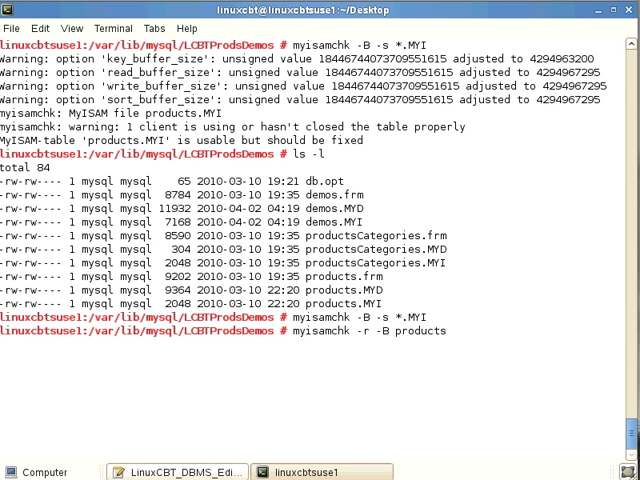 linuxcbt@linuxcbtsuse1:~/Desktop
File Edit View Terminal Tabs Help
linuxcbtsuse1:/var/lib/mysql/LCBTProdsDemos # myisamchk -B -s *.MYI
Warning: option 'key_buffer_size': unsigned value 18446744073709551615 adjusted to 4294963200
Warning: option 'read_buffer_size': unsigned value 18446744073709551615 adjusted to 4294967295
Warning: option 'write_buffer_size': unsigned value 18446744073709551615 adjusted to 4294967295
Warning: option 'sort_buffer_size': unsigned value 18446744073709551615 adjusted to 4294967295
myisamchk: MyISAM file products.MYI
myisamchk: warning: 1 client is using or hasn't closed the table properly
MyISAM-table 'products.MYI' is usable but should be fixed
linuxcbtsuse1:/var/lib/mysql/LCBTProdsDemos # ls -l
total 84
-rw-rw---- 1 mysql mysql 65 2010-03-10 19:21 db.opt
-rw-rw---- 1 mysql mysql 8784 2010-03-10 19:35 demos.frm
-rw-rw---- 1 mysql mysql 11932 2010-04-02 04:19 demos.MYD
-rw-rw---- 1 mysql mysql 7168 2010-04-02 04:19 demos.MYI
-rw-rw---- 1 mysql mysql 8590 2010-03-10 19:35 productsCategories.frm
-rw-rw---- 1 mysql mysql 304 2010-03-10 19:35 productsCategories.MYD
-rw-rw---- 1 mysql mysql 2048 2010-03-10 19:35 productsCategories.MYI
-rw-rw---- 1 mysql mysql 9202 2010-03-10 19:35 products.frm
-rw-rw---- 1 mysql mysql 9364 2010-03-10 22:20 products.MYD
-rw-rw---- 1 mysql mysql 2048 2010-03-10 22:20 products.MYI
linuxcbtsuse1:/var/lib/mysql/LCBTProdsDemos # myisamchk -B -s *.MYI
linuxcbtsuse1:/var/lib/mysql/LCBTProdsDemos # myisamchk -r -B products
Computer LinuxCBT_DBMS_Edi... linuxcbtsuse1